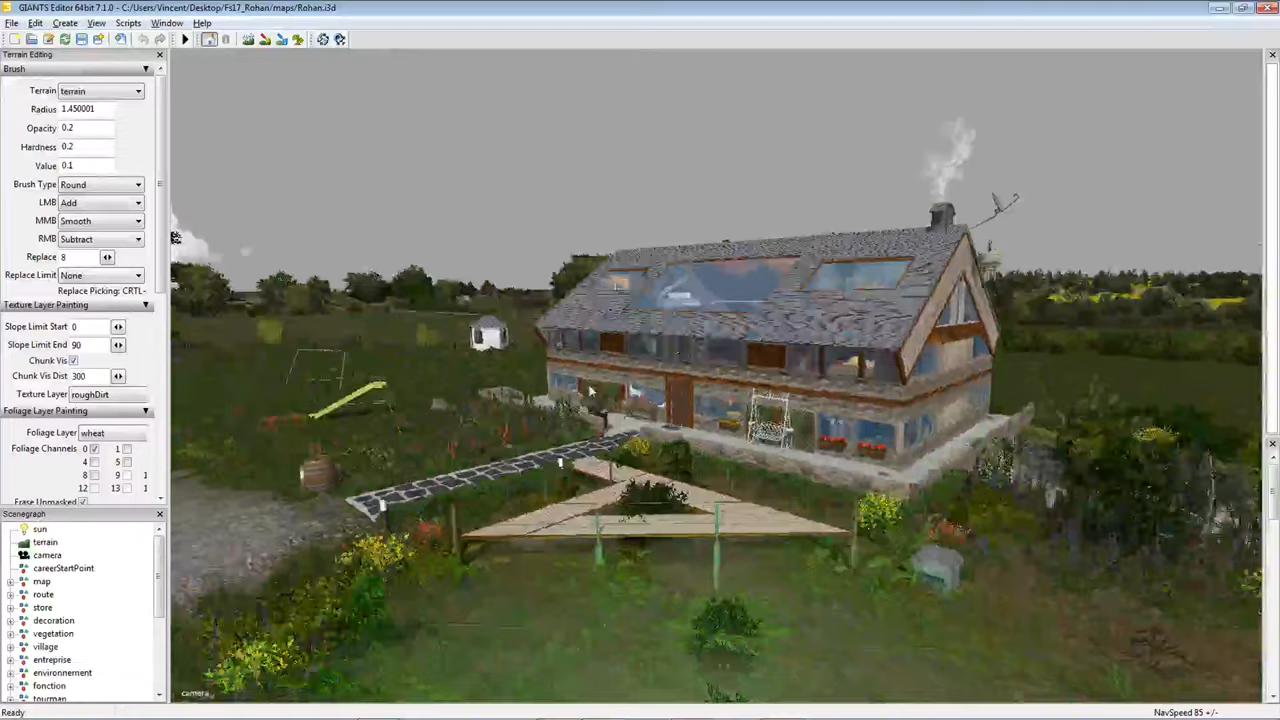 GIANTS Editor 64bit 7.1.0 - C:/Users/Vincent/Desktop/Fs17_Rohan/maps/Rohan.i3d
File Edit Create View Scripts Window Help
Terrain Editing
Brush
Terrain terrain
Radius 1.450001
Opacity 0.2
Hardness 0.2
Value 0.1
Brush Type Round
LMB Add
MMB Smooth
RMB Subtract
Replace 8
Replace Limit None
Replace Picking: CRTL-
Texture Layer Painting
Slope Limit Start 0
Slope Limit End 90
Chunk Vis
Chunk Vis Dist 300
Texture Layer roughDirt
Foliage Layer Painting
Foliage Layer wheat
Foliage Channels 0 1
4 5
8 9 1
12 13 1
Erase Unmasked
Scenegraph
sun
terrain
camera
careerStartPoint
map
route
store
decoration
vegetation
village
entreprise
environnement
fonction
tourman
camera
Ready
NavSpeed 85 +/-